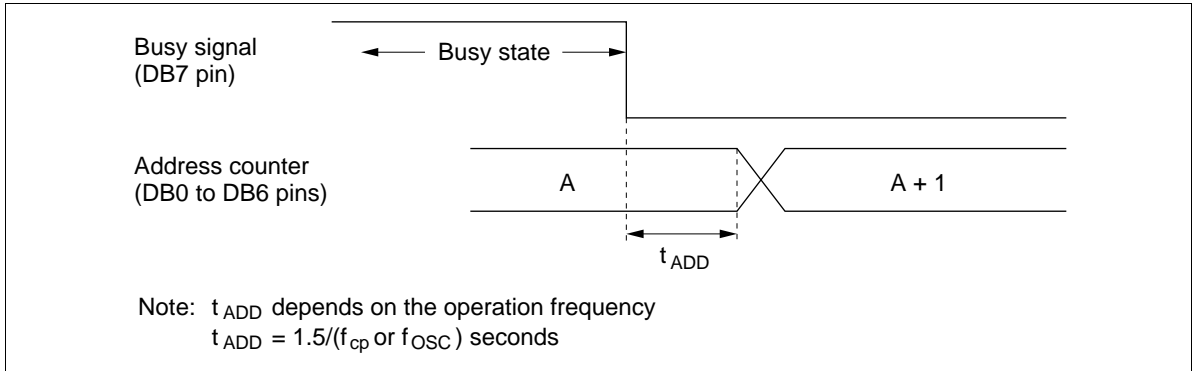 Busy signal
(DB7 pin)
Busy state
Address counter
(DB0 to DB6 pins)
A
A + 1
t ADD
Note: t ADD depends on the operation frequency
t ADD = 1.5/(f cp or f OSC ) seconds